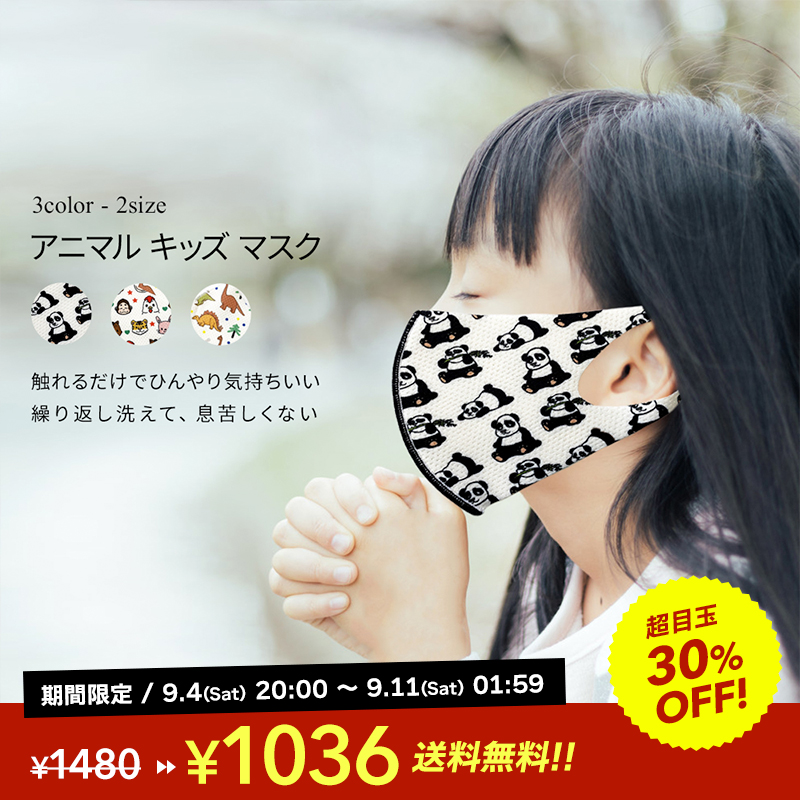 3color - 2size
アニマル キッズ マスク
触れるだけでひんやり気持ちいい
繰り返し洗えて、息苦しくない
超目玉
30%
OFF!
期間限定 / 9.4(Sat) 20:00 ～ 9.11(Sat) 01:59
¥1480 ¥1036 送料無料!!